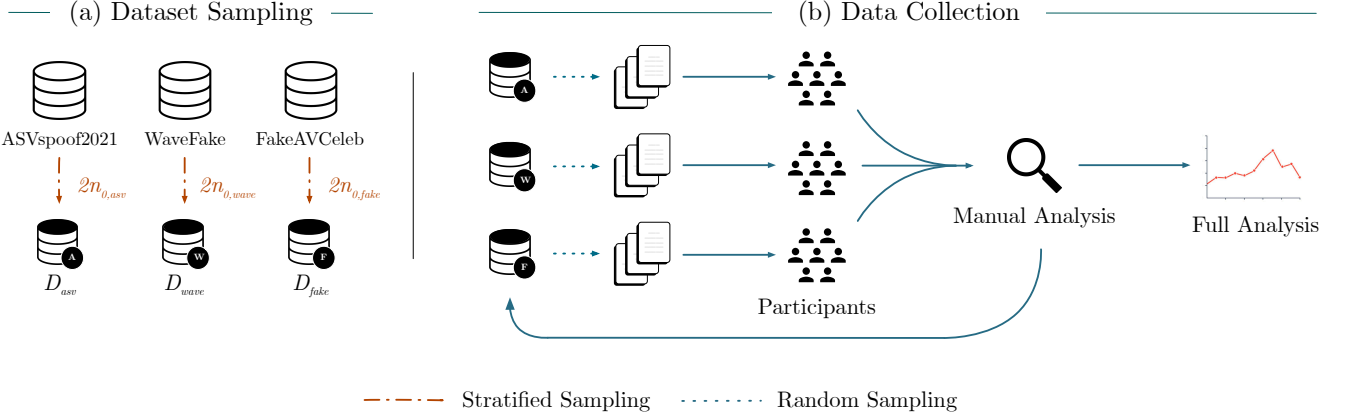 (a) Dataset Sampling
(b) Data Collection
ASVspoof2021
WaveFake
FakeAVCeleb
2n0,asv
2n0,wave
2n0,fake
A
W
F
Dasv
Dwave
Dfake
A
W
F
Participants
Manual Analysis
Full Analysis
Stratified Sampling
Random Sampling